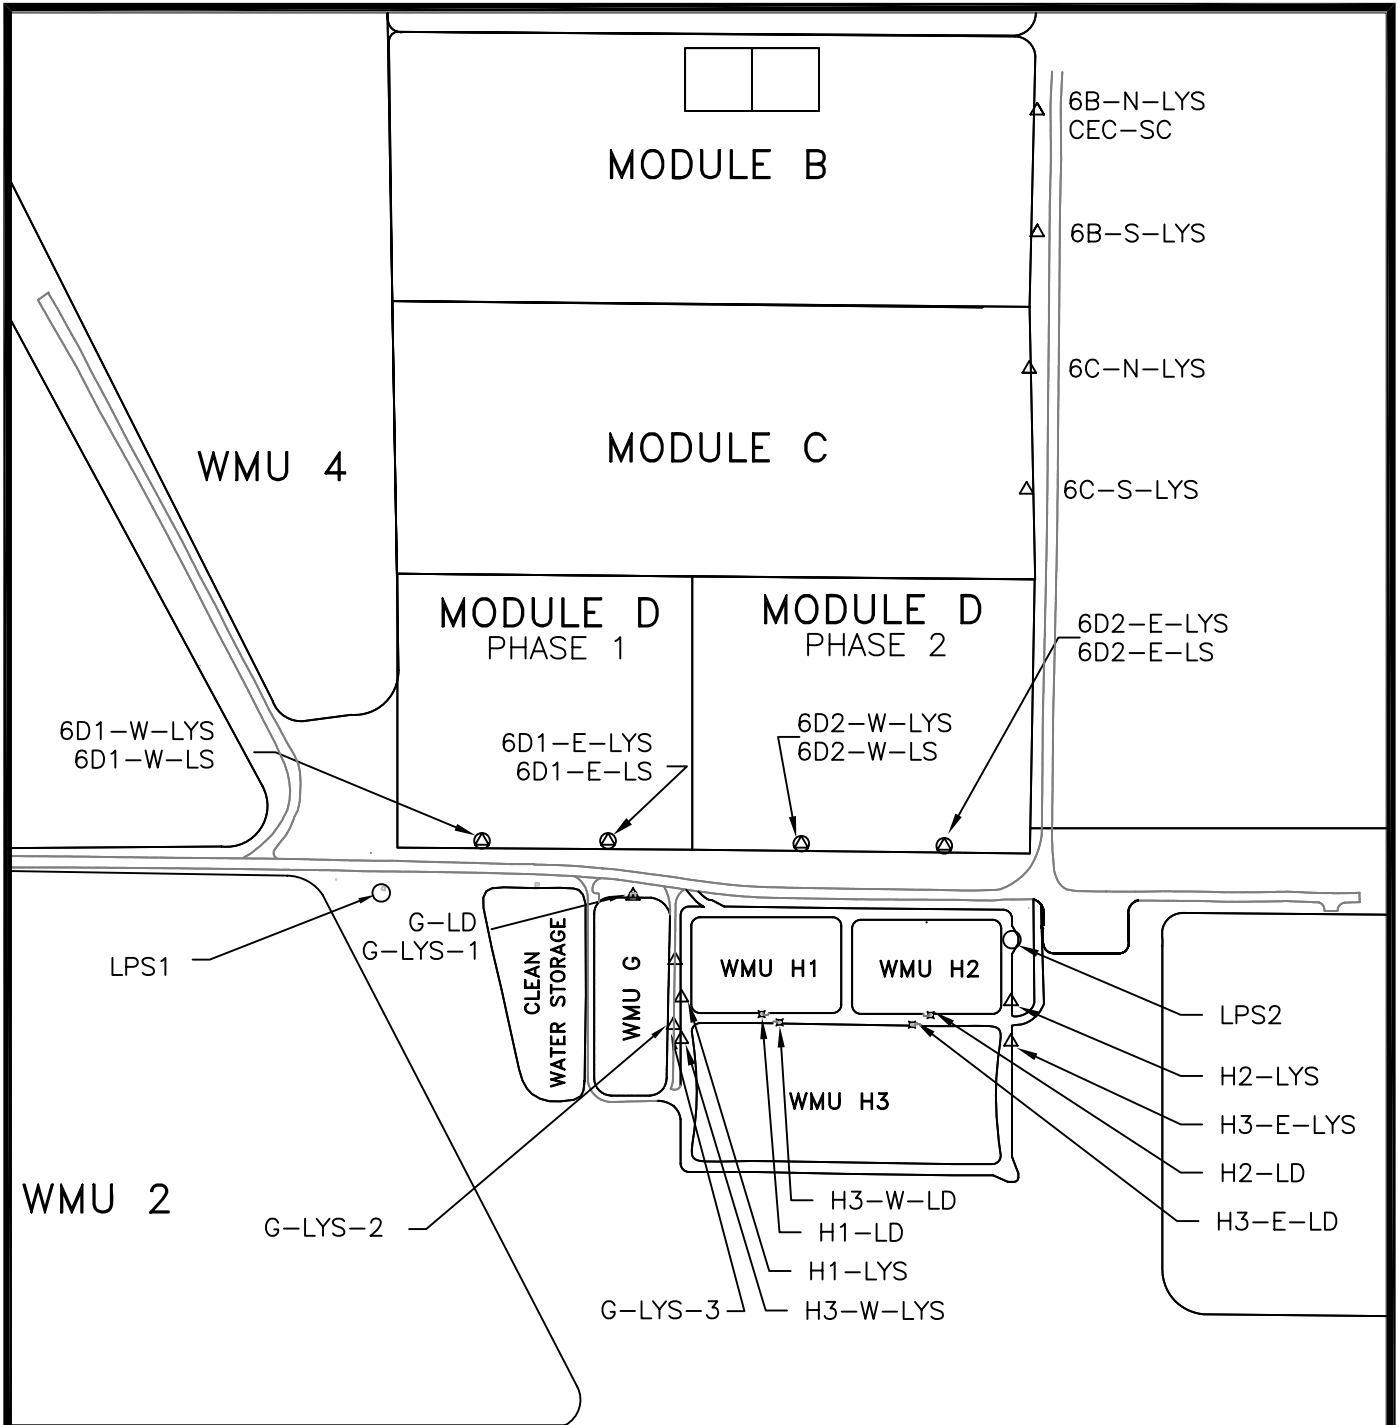 6B-N-LYS
CEC-SC
MODULE B
6B-S-LYS
6C-N-LYS
MODULE C
WMU 4
6C-S-LYS
MODULE D
PHASE 1
MODULE D
PHASE 2
6D2-E-LYS
6D2-E-LS
6D1-W-LYS
6D1-W-LS
6D1-E-LYS
6D1-E-LS
6D2-W-LYS
6D2-W-LS
G-LD
G-LYS-1
LPS1
CLEAN
WATER STORAGE
WMU G
WMU H1
WMU H2
LPS2
H2-LYS
WMU H3
H3-E-LYS
H2-LD
WMU 2
H3-W-LD
H3-E-LD
G-LYS-2
H1-LD
H1-LYS
G-LYS-3
H3-W-LYS